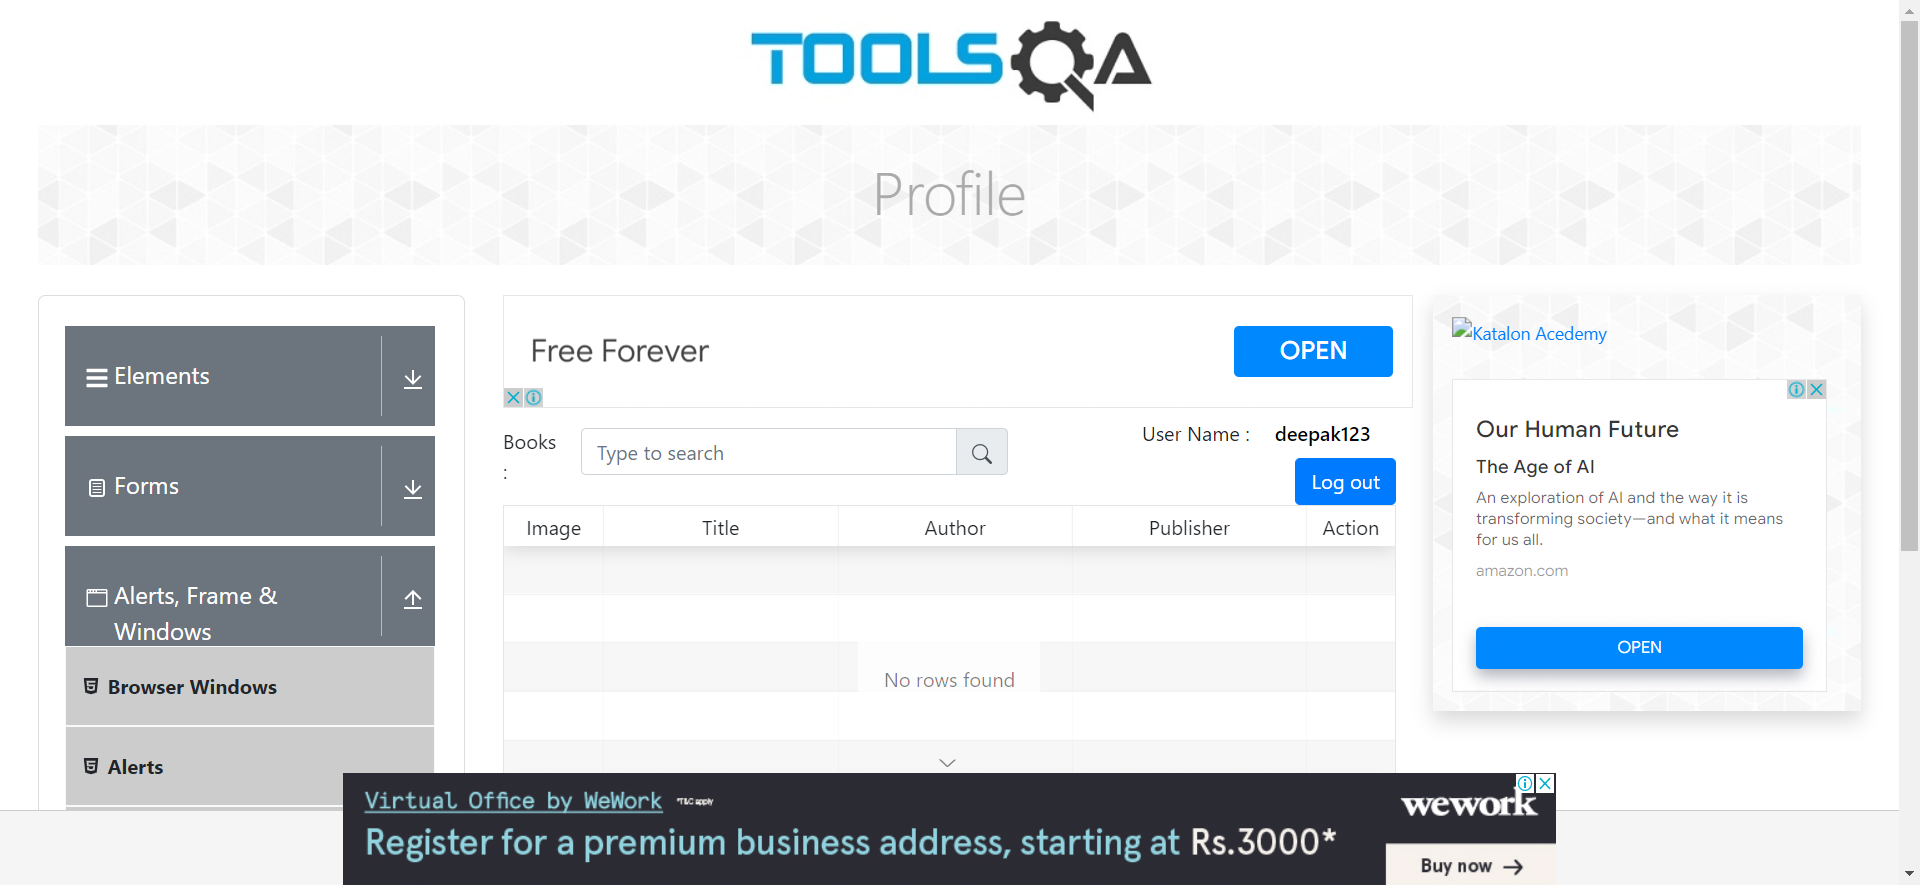 TOOLSQA
Profile
Elements
Forms
Alerts, Frame &
Windows
Browser Windows
Alerts
Free Forever
OPEN
Books
:
Type to search
User Name :
deepak123
Log out
Image
Title
Author
Publisher
Action
No rows found
Katalon Acedemy
Our Human Future
The Age of AI
An exploration of AI and the way it is
transforming society—and what it means
for us all.
amazon.com
OPEN
Virtual Office by WeWork
*T&C apply
Register for a premium business address, starting at Rs.3000*
wework
Buy now →